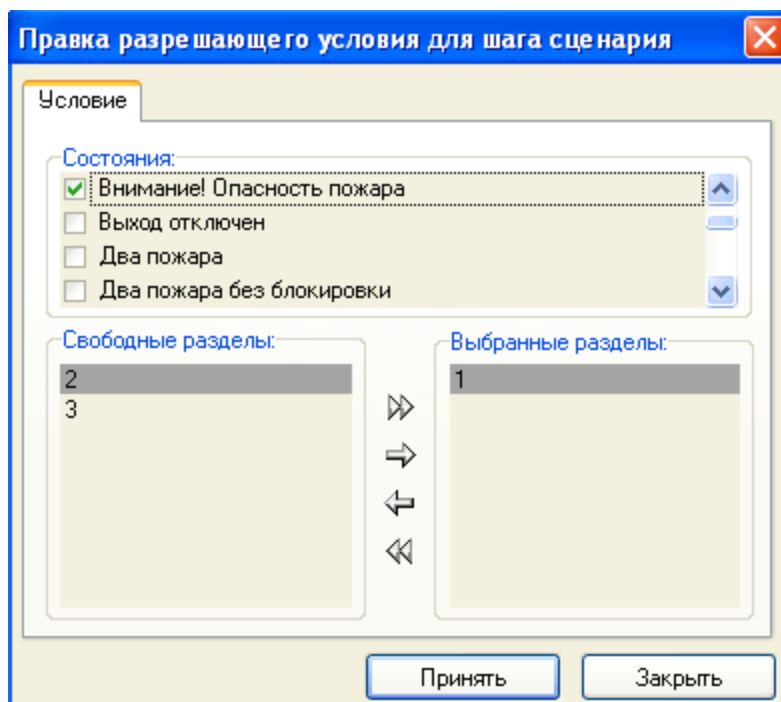 Правка разрешающего условия для шага сценария
Условие
Состояния:
Внимание! Опасность пожара
Выход отключен
Два пожара
Два пожара без блокировки
Свободные разделы:
2
3
Выбранные разделы:
1
Принять
Закрыть